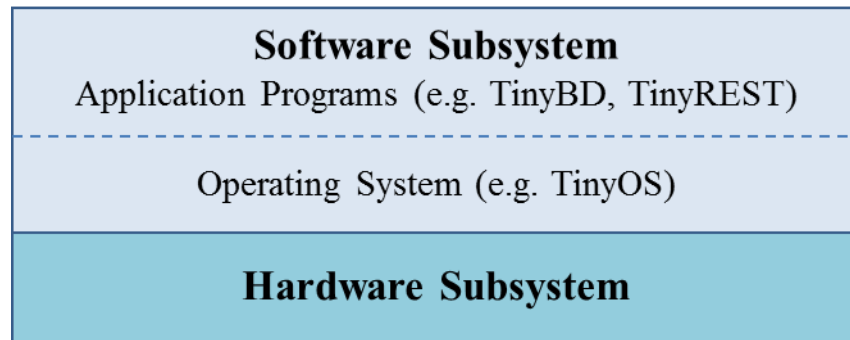 Software Subsystem
Application Programs (e.g. TinyBD, TinyREST)
Operating System (e.g. TinyOS)
Hardware Subsystem